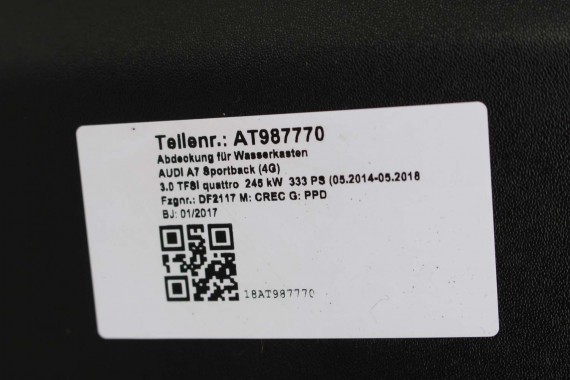 Teilenr.: AT987770
Abdeckung für Wasserkasten
AUDI A7 Sportback (4G)
3.0 TFSI quattro 245 kW 333 PS (05.2014-05.2018
Fzgnr.: DF2117 M: CREC G: PPD
BJ: 01/2017
18AT987770